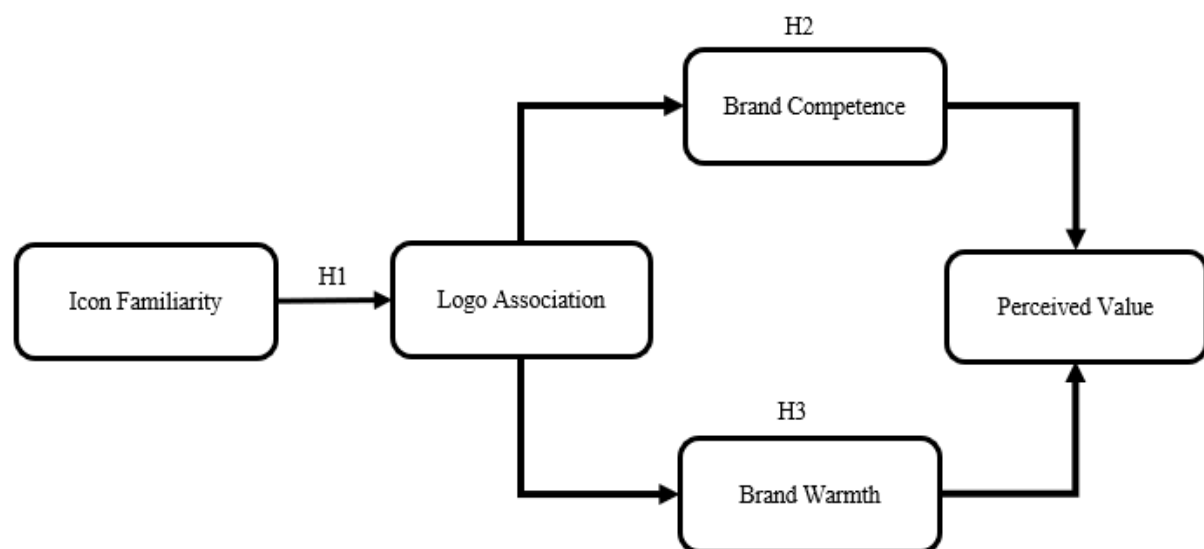 H2
Brand Competence
H1
Icon Familiarity
Logo Association
Perceived Value
H3
Brand Warmth